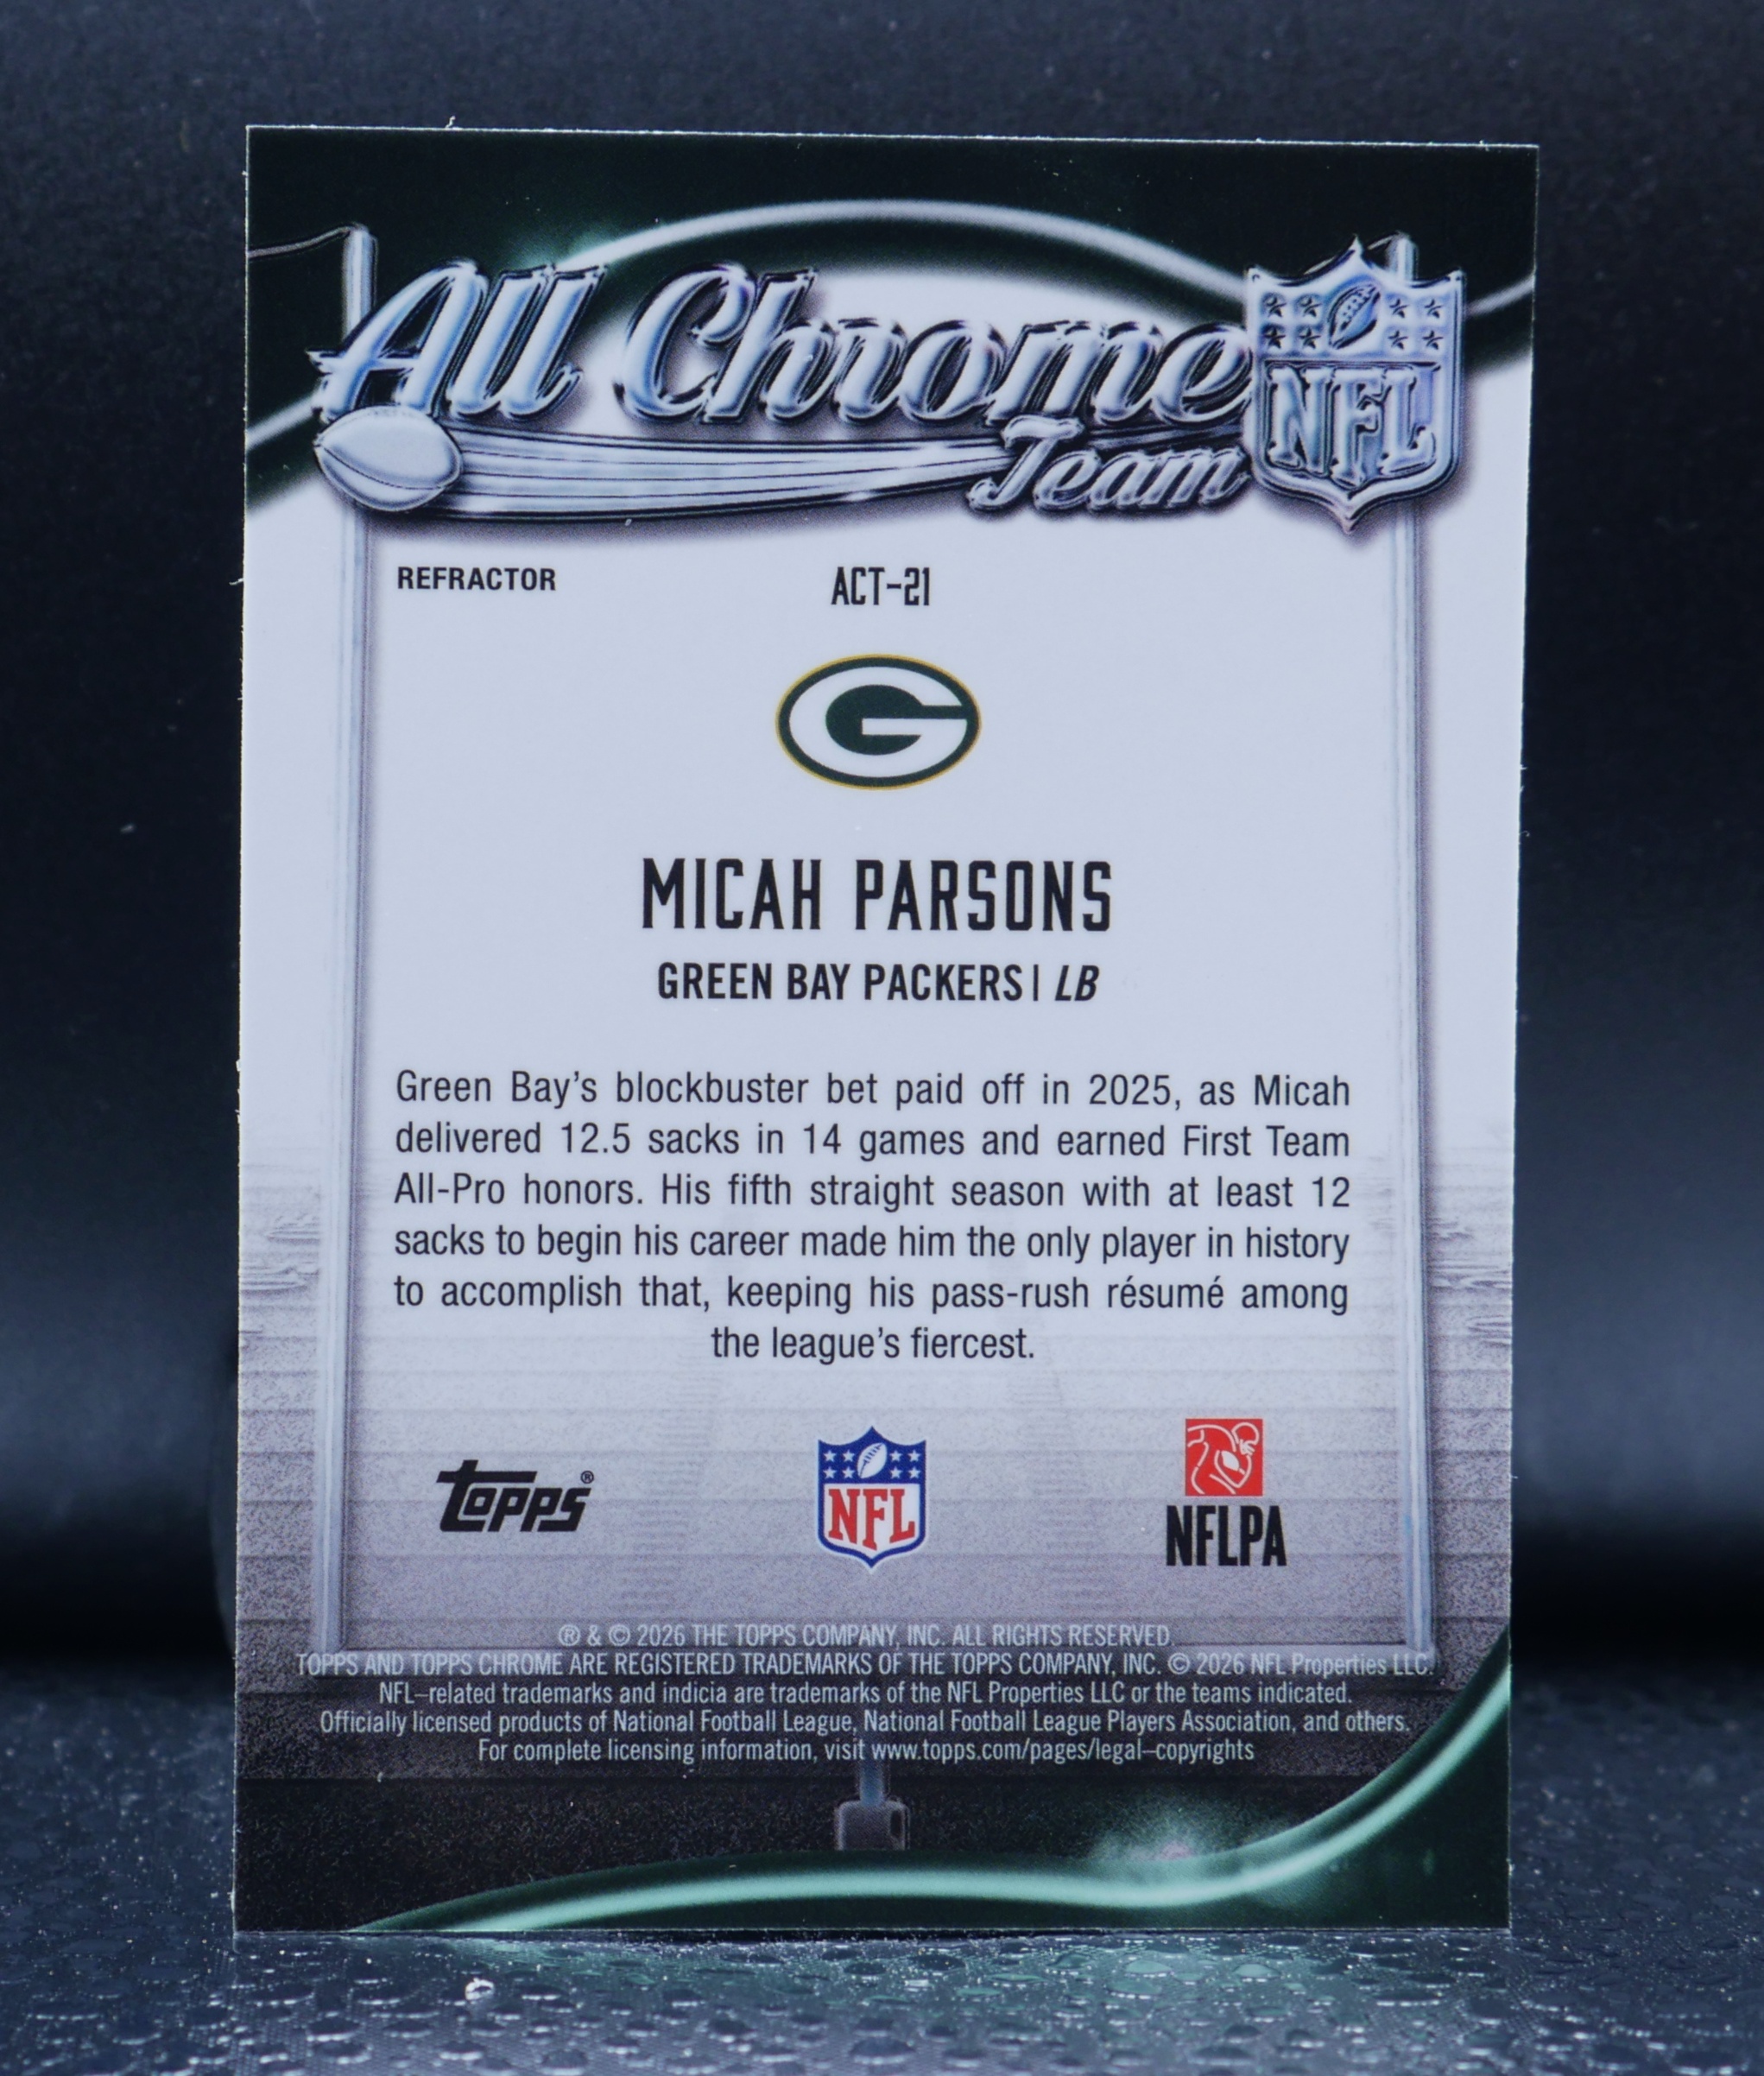 All Chrome
Team
NFL
REFRACTOR
ACT-21
G
MICAH PARSONS
GREEN BAY PACKERS | LB
Green Bay's blockbuster bet paid off in 2025, as Micah
delivered 12.5 sacks in 14 games and earned First Team
All-Pro honors. His fifth straight season with at least 12
sacks to begin his career made him the only player in history
to accomplish that, keeping his pass-rush résumé among
the league's fiercest.
topps®
NFL
NFLPA
® & © 2026 THE TOPPS COMPANY, INC. ALL RIGHTS RESERVED.
TOPPS AND TOPPS CHROME ARE REGISTERED TRADEMARKS OF THE TOPPS COMPANY, INC. © 2026 NFL Properties LLC.
NFL-related trademarks and indicia are trademarks of the NFL Properties LLC or the teams indicated.
Officially licensed products of National Football League, National Football League Players Association, and others.
For complete licensing information, visit www.topps.com/pages/legal-copyrights